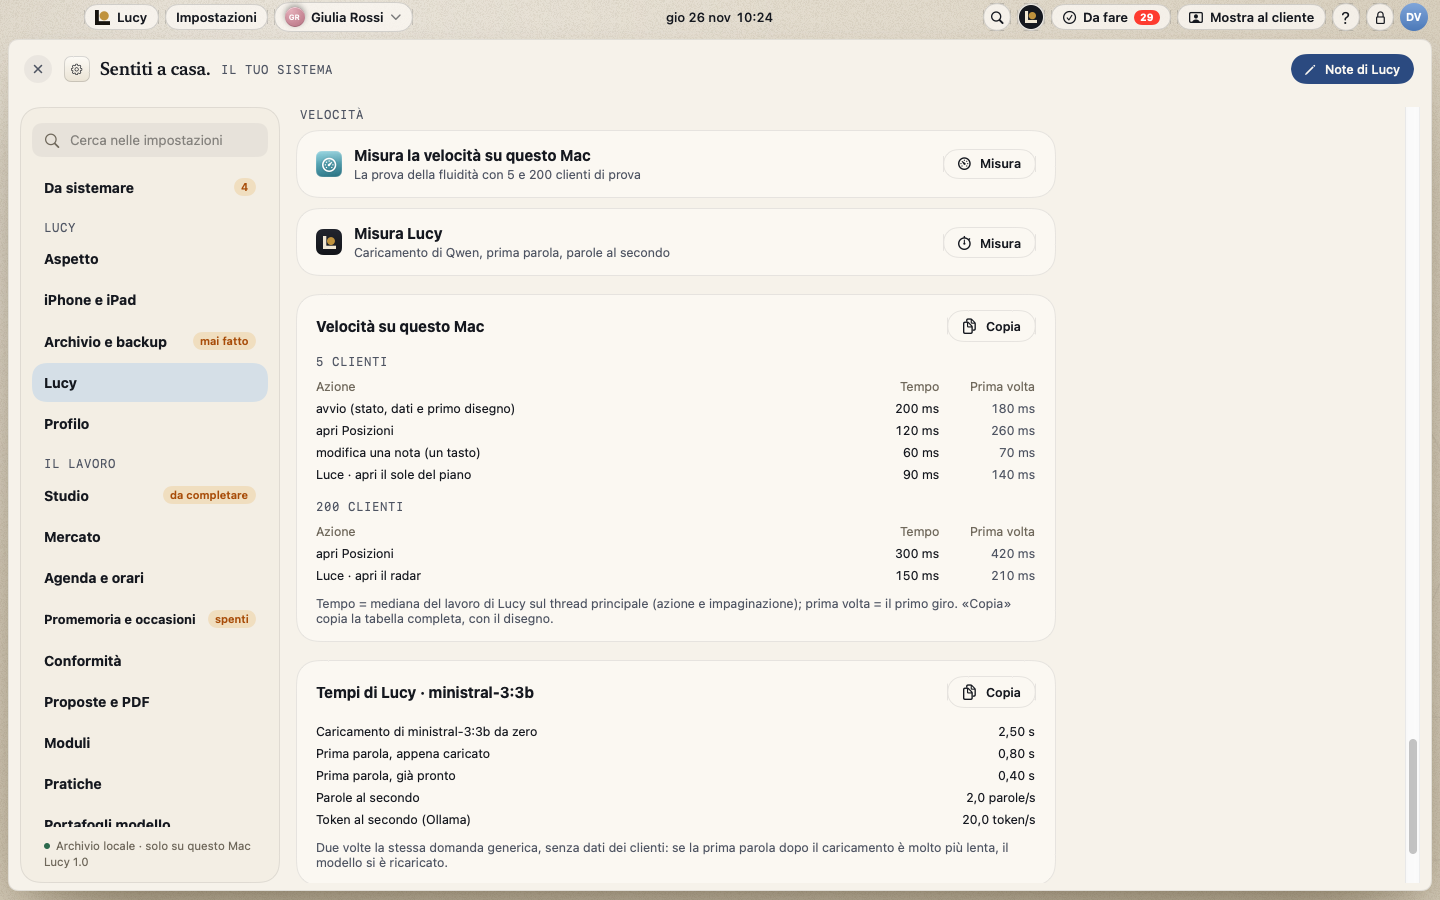 Lucy
Impostazioni
GR Giulia Rossi
gio 26 nov 10:24
Da fare 29
Mostra al cliente
?
DV
Sentiti a casa. IL TUO SISTEMA
Note di Lucy
Cerca nelle impostazioni
Da sistemare 4
LUCY
Aspetto
iPhone e iPad
Archivio e backup mai fatto
Lucy
Profilo
IL LAVORO
Studio da completare
Mercato
Agenda e orari
Promemoria e occasioni spenti
Conformità
Proposte e PDF
Moduli
Pratiche
Portafogli modello
Archivio locale · solo su questo Mac
Lucy 1.0
VELOCITÀ
Misura la velocità su questo Mac
La prova della fluidità con 5 e 200 clienti di prova
Misura
Misura Lucy
Caricamento di Qwen, prima parola, parole al secondo
Misura
Velocità su questo Mac
Copia
5 CLIENTI
Azione Tempo Prima volta
avvio (stato, dati e primo disegno) 200 ms 180 ms
apri Posizioni 120 ms 260 ms
modifica una nota (un tasto) 60 ms 70 ms
Luce · apri il sole del piano 90 ms 140 ms
200 CLIENTI
Azione Tempo Prima volta
apri Posizioni 300 ms 420 ms
Luce · apri il radar 150 ms 210 ms
Tempo = mediana del lavoro di Lucy sul thread principale (azione e impaginazione); prima volta = il primo giro. «Copia»
copia la tabella completa, con il disegno.
Tempi di Lucy · ministral-3:3b
Copia
Caricamento di ministral-3:3b da zero 2,50 s
Prima parola, appena caricato 0,80 s
Prima parola, già pronto 0,40 s
Parole al secondo 2,0 parole/s
Token al secondo (Ollama) 20,0 token/s
Due volte la stessa domanda generica, senza dati dei clienti: se la prima parola dopo il caricamento è molto più lenta, il
modello si è ricaricato.